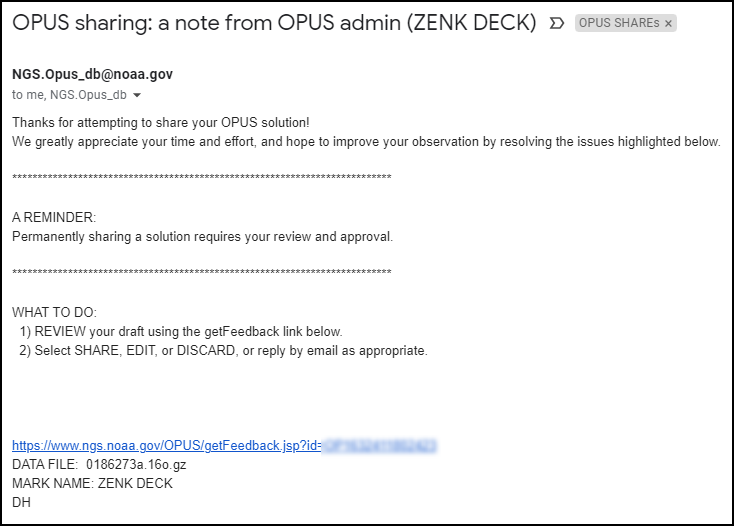 OPUS sharing: a note from OPUS admin (ZENK DECK) OPUS SHAREs ×
NGS.Opus_db@noaa.gov
to me, NGS.Opus_db
Thanks for attempting to share your OPUS solution!
We greatly appreciate your time and effort, and hope to improve your observation by resolving the issues highlighted below.
***************************************************************************
A REMINDER:
Permanently sharing a solution requires your review and approval.
***************************************************************************
WHAT TO DO:
1) REVIEW your draft using the getFeedback link below.
2) Select SHARE, EDIT, or DISCARD, or reply by email as appropriate.
https://www.ngs.noaa.gov/OPUS/getFeedback.jsp?id=
DATA FILE:  0186273a.16o.gz
MARK NAME: ZENK DECK
DH